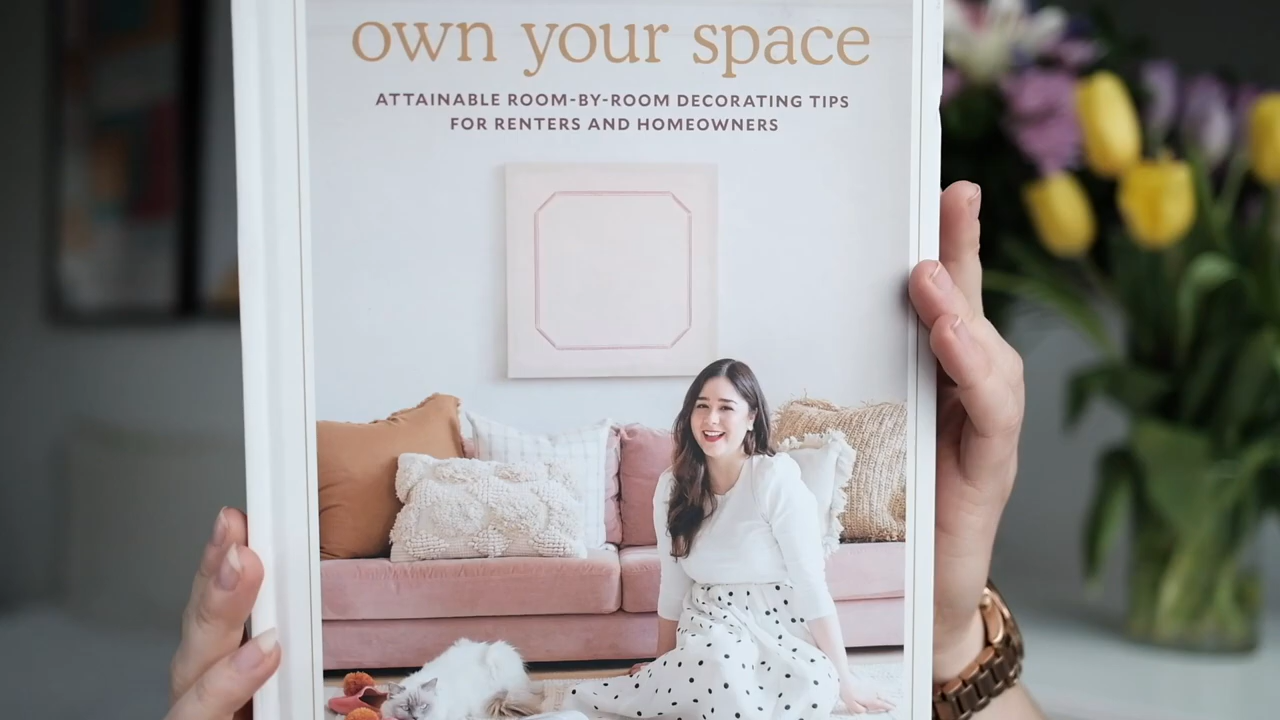 own your space
ATTAINABLE ROOM-BY-ROOM DECORATING TIPS
FOR RENTERS AND HOMEOWNERS